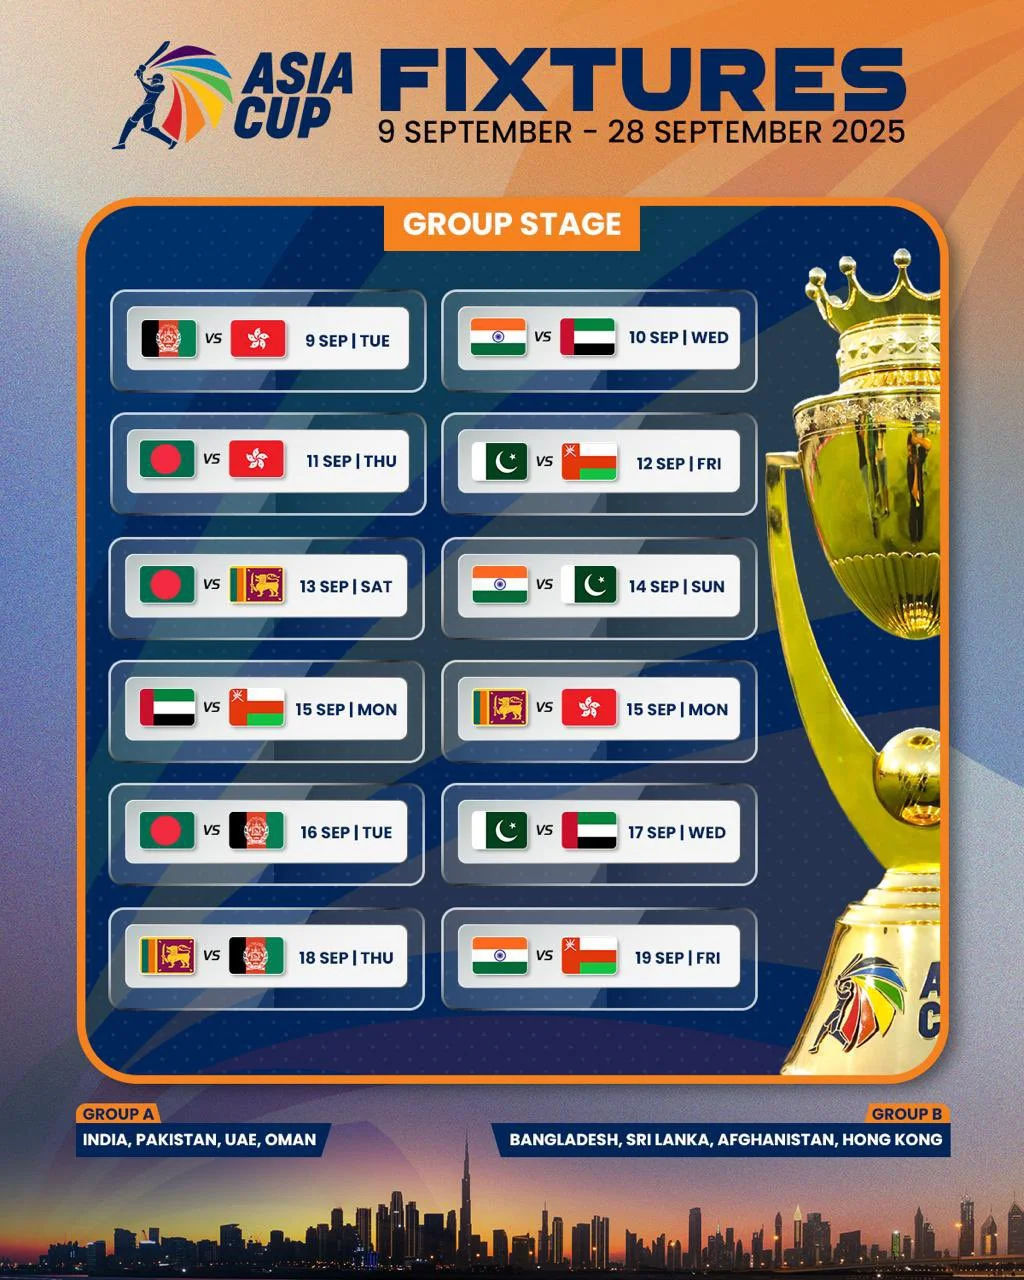 ASIA
CUP
FIXTURES
9 SEPTEMBER - 28 SEPTEMBER 2025
GROUP STAGE
VS 9 SEP | TUE
VS 10 SEP | WED
VS 11 SEP | THU
VS 12 SEP | FRI
VS 13 SEP | SAT
VS 14 SEP | SUN
VS 15 SEP | MON
VS 15 SEP | MON
VS 16 SEP | TUE
VS 17 SEP | WED
VS 18 SEP | THU
VS 19 SEP | FRI
GROUP A
INDIA, PAKISTAN, UAE, OMAN
GROUP B
BANGLADESH, SRI LANKA, AFGHANISTAN, HONG KONG